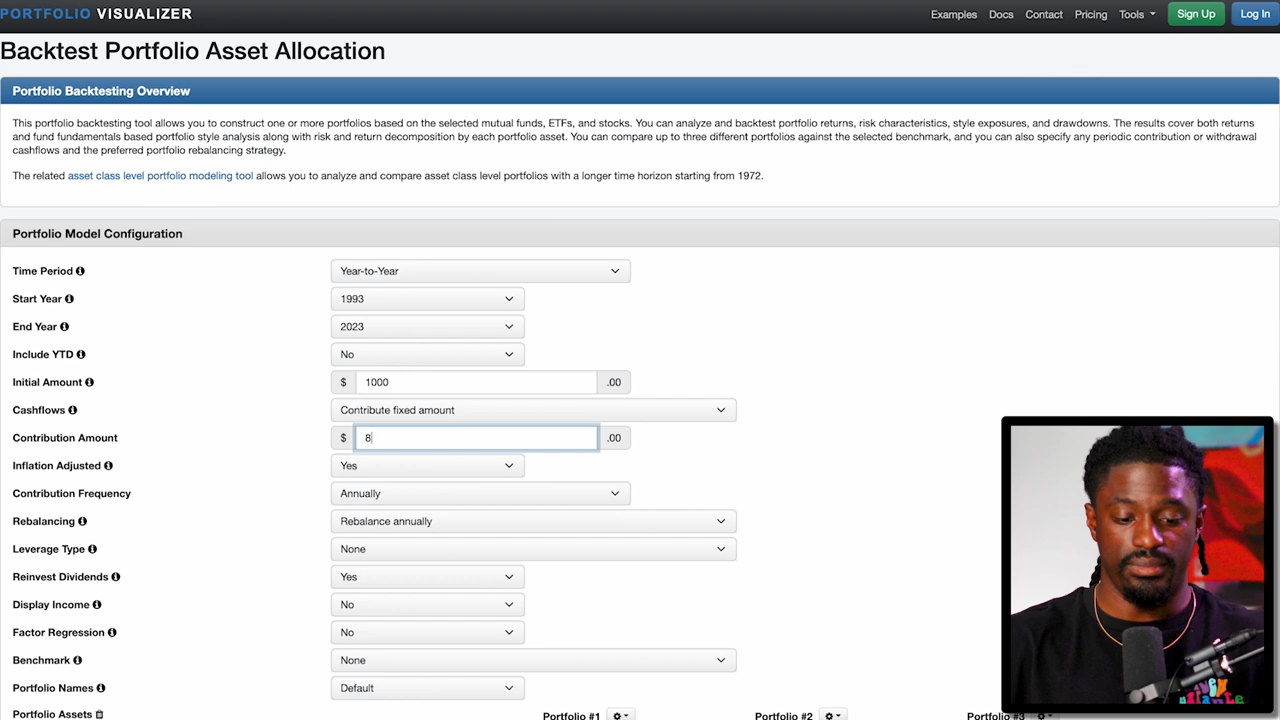 PORTFOLIO VISUALIZER Examples Docs Contact Pricing Tools Sign Up Log In
Backtest Portfolio Asset Allocation
Portfolio Backtesting Overview
This portfolio backtesting tool allows you to construct one or more portfolios based on the selected mutual funds, ETFs, and stocks. You can analyze and backtest portfolio returns, risk characteristics, style exposures, and drawdowns. The results cover both returns
and fund fundamentals based portfolio style analysis along with risk and return decomposition by each portfolio asset. You can compare up to three different portfolios against the selected benchmark, and you can also specify any periodic contribution or withdrawal
cashflows and the preferred portfolio rebalancing strategy.
The related asset class level portfolio modeling tool allows you to analyze and compare asset class level portfolios with a longer time horizon starting from 1972.
Portfolio Model Configuration
Time Period Year-to-Year
Start Year 1993
End Year 2023
Include YTD No
Initial Amount $ 1000 .00
Cashflows Contribute fixed amount
Contribution Amount $ 8 .00
Inflation Adjusted Yes
Contribution Frequency Annually
Rebalancing Rebalance annually
Leverage Type None
Reinvest Dividends Yes
Display Income No
Factor Regression No
Benchmark None
Portfolio Names Default
Portfolio Assets Portfolio #1 Portfolio #2 Portfolio #3